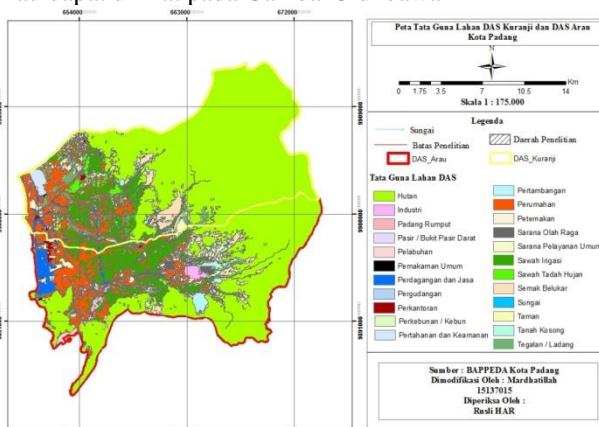 654000
663000
672000
9909000
9900000
9891000
Peta Tata Guna Lahan DAS Kuranji dan DAS Arau
Kota Padang
N
Km
0 1.75 3.5 7 10.5 14
Skala 1 : 175.000
Legenda
Sungai
Batas Penelitian
Daerah Penelitian
DAS_Arau
DAS_Kuranji
Tata Guna Lahan DAS
Hutan
Industri
Padang Rumput
Pasir / Bukit Pasir Darat
Pelabuhan
Pemakaman Umum
Perdagangan dan Jasa
Pergudangan
Perkantoran
Perkebunan / Kebun
Pertahanan dan Keamanan
Pertambangan
Perumahan
Peternakan
Sarana Olah Raga
Sarana Pelayanan Umum
Sawah Irigasi
Sawah Tadah Hujan
Semak Belukar
Sungai
Taman
Tanah Kosong
Tegalan / Ladang
Sumber : BAPPEDA Kota Padang
Dimodifikasi Oleh : Mardhatillah
15137015
Diperiksa Oleh :
Rusli HAR